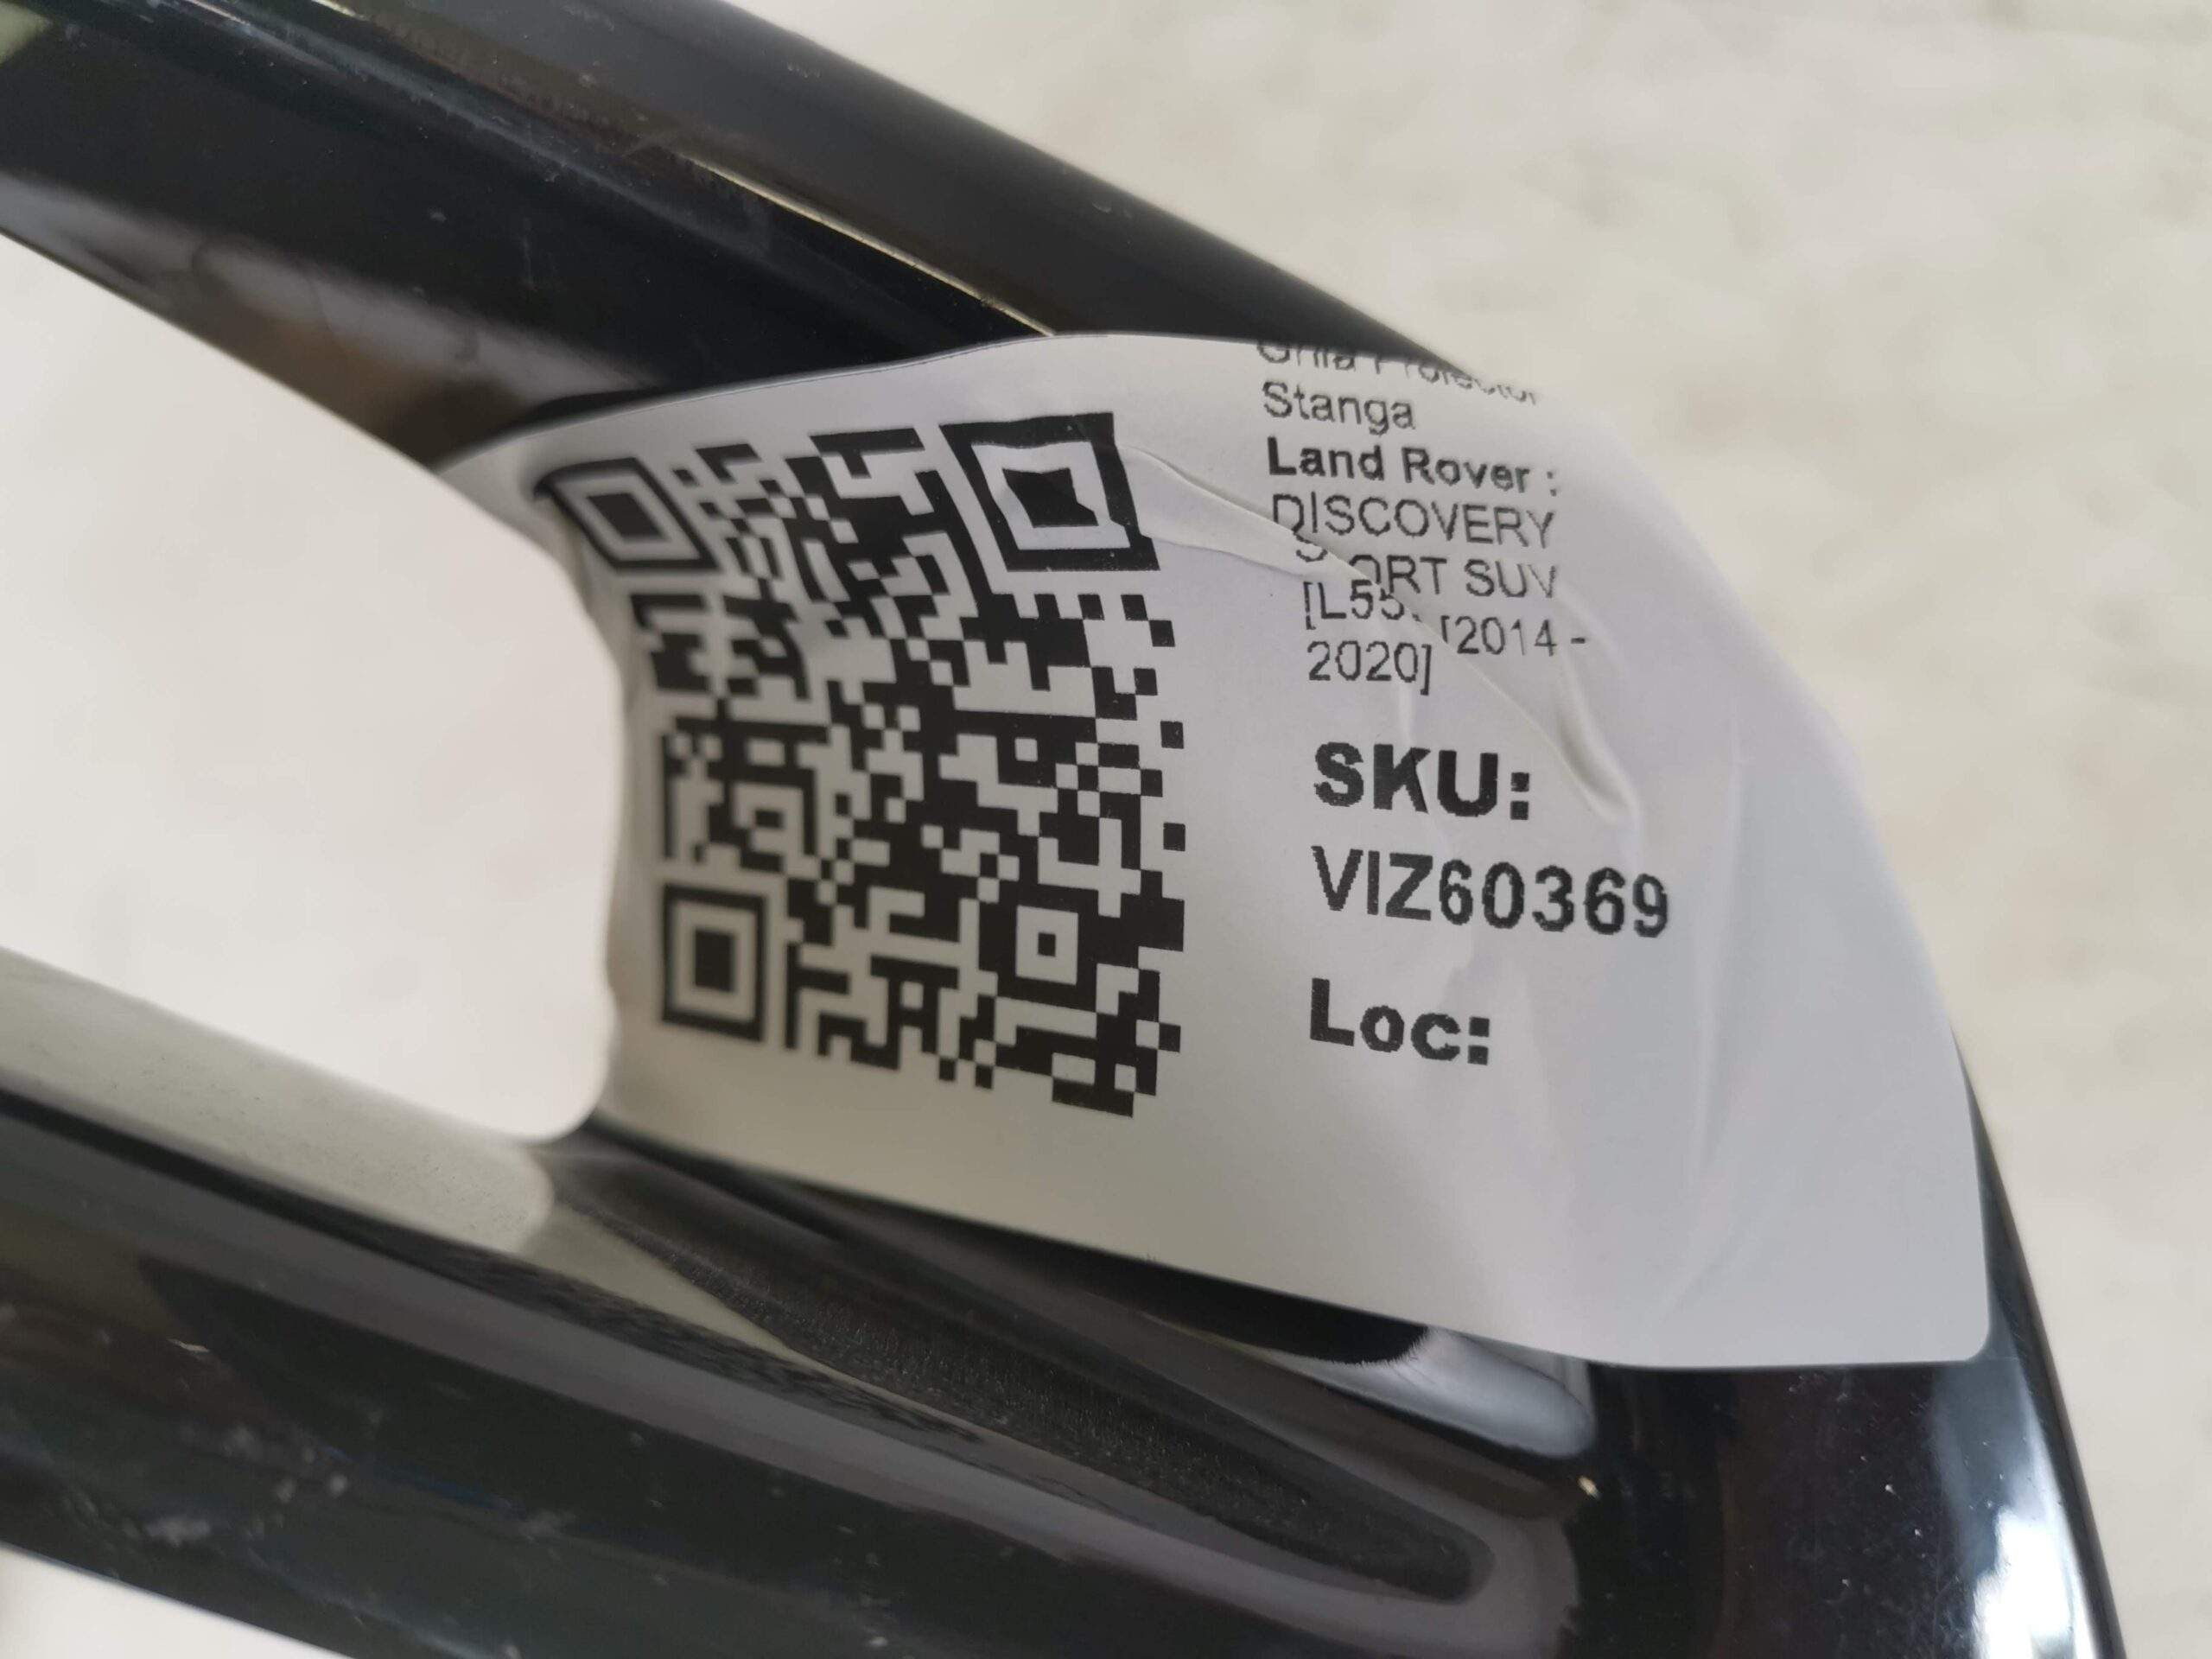 Stanga
Land Rover :
DISCOVERY
SUV
[2014 -
2020]
SKU:
VIZ60369
Loc: